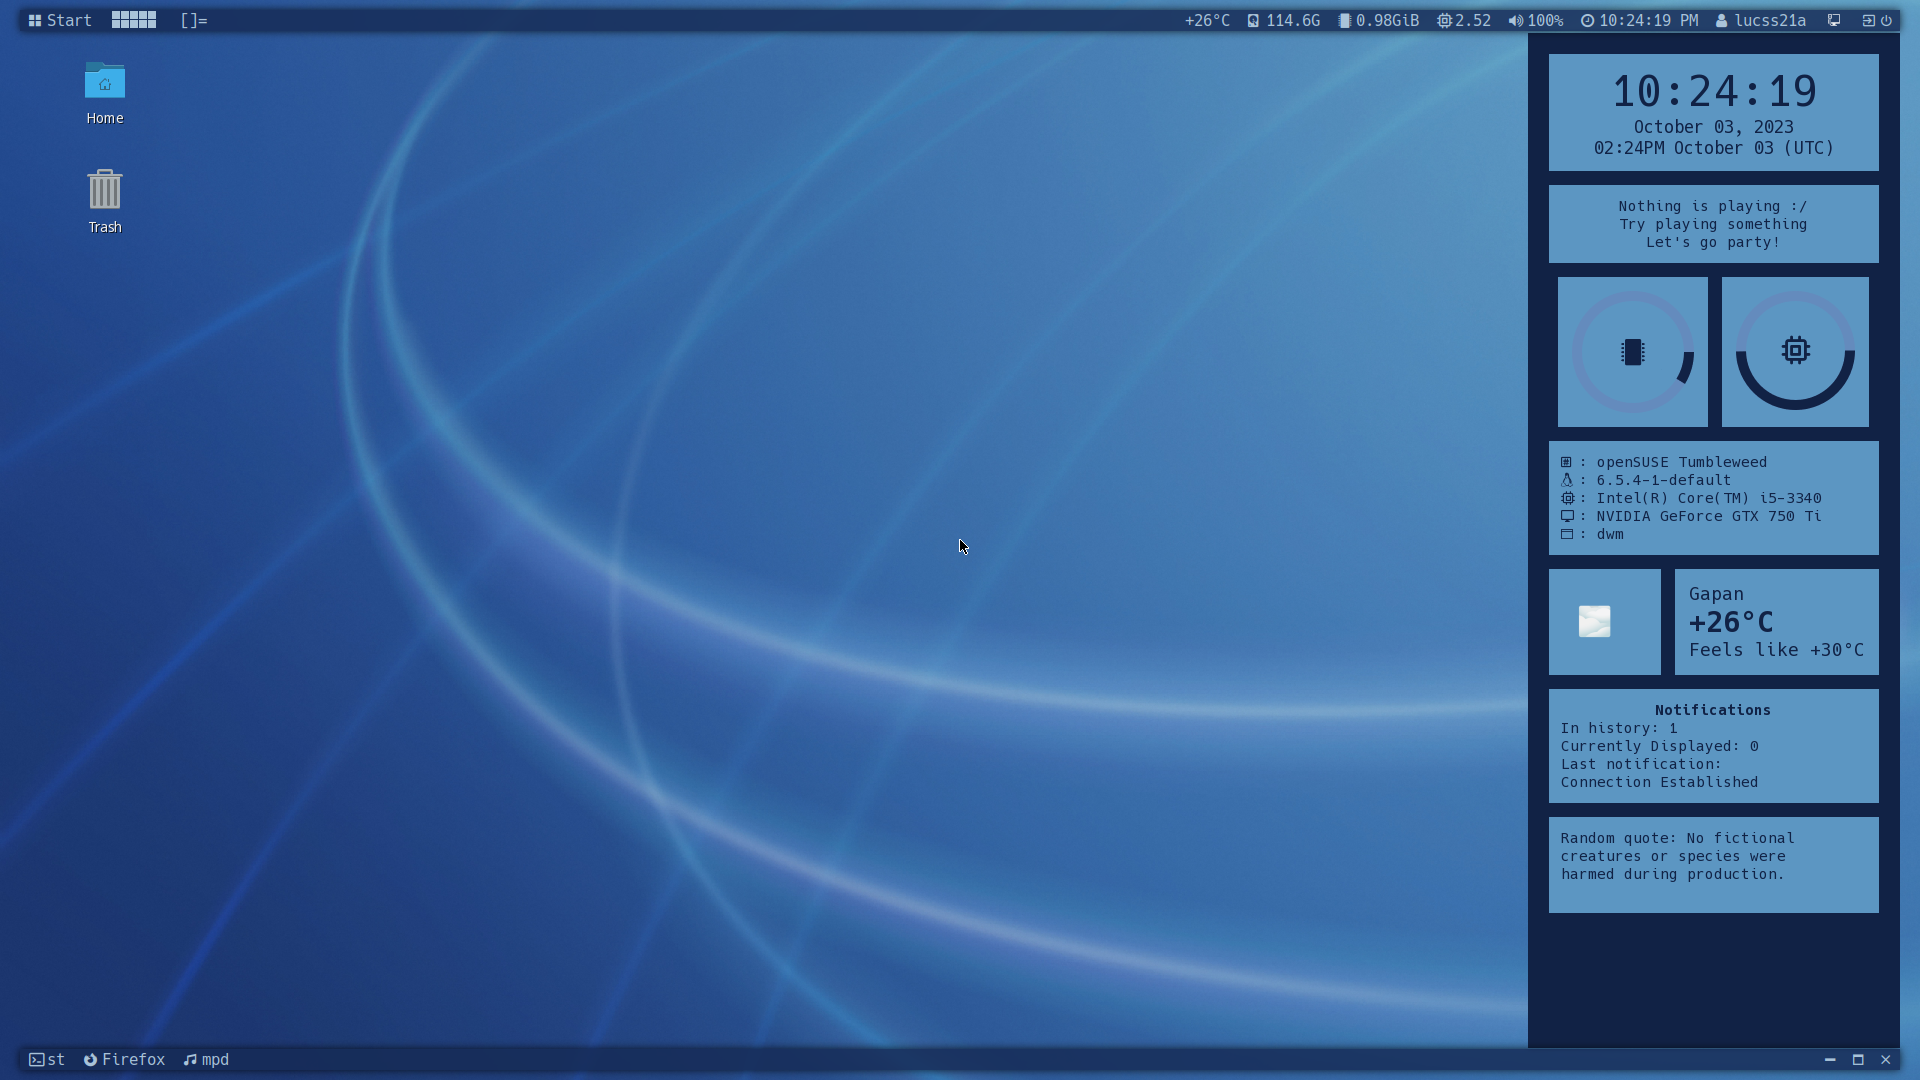 Start []= +26°C 114.6G 0.98GiB 2.52 100% 10:24:19 PM lucss21a
Home
Trash
10:24:19
October 03, 2023
02:24PM October 03 (UTC)
Nothing is playing :/
Try playing something
Let's go party!
: openSUSE Tumbleweed
: 6.5.4-1-default
: Intel(R) Core(TM) i5-3340
: NVIDIA GeForce GTX 750 Ti
: dwm
Gapan
+26°C
Feels like +30°C
Notifications
In history: 1
Currently Displayed: 0
Last notification:
Connection Established
Random quote: No fictional
creatures or species were
harmed during production.
st Firefox mpd